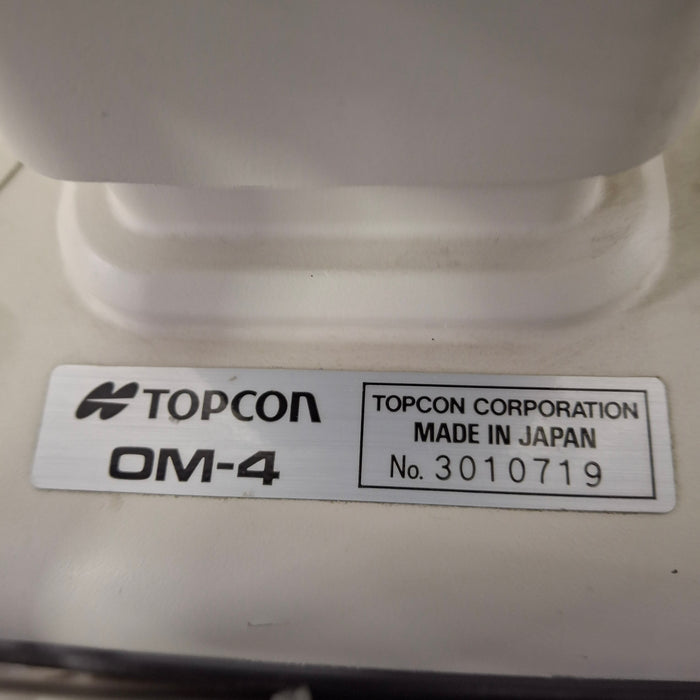 TOPCON
OM-4
TOPCON CORPORATION
MADE IN JAPAN
No. 3010719